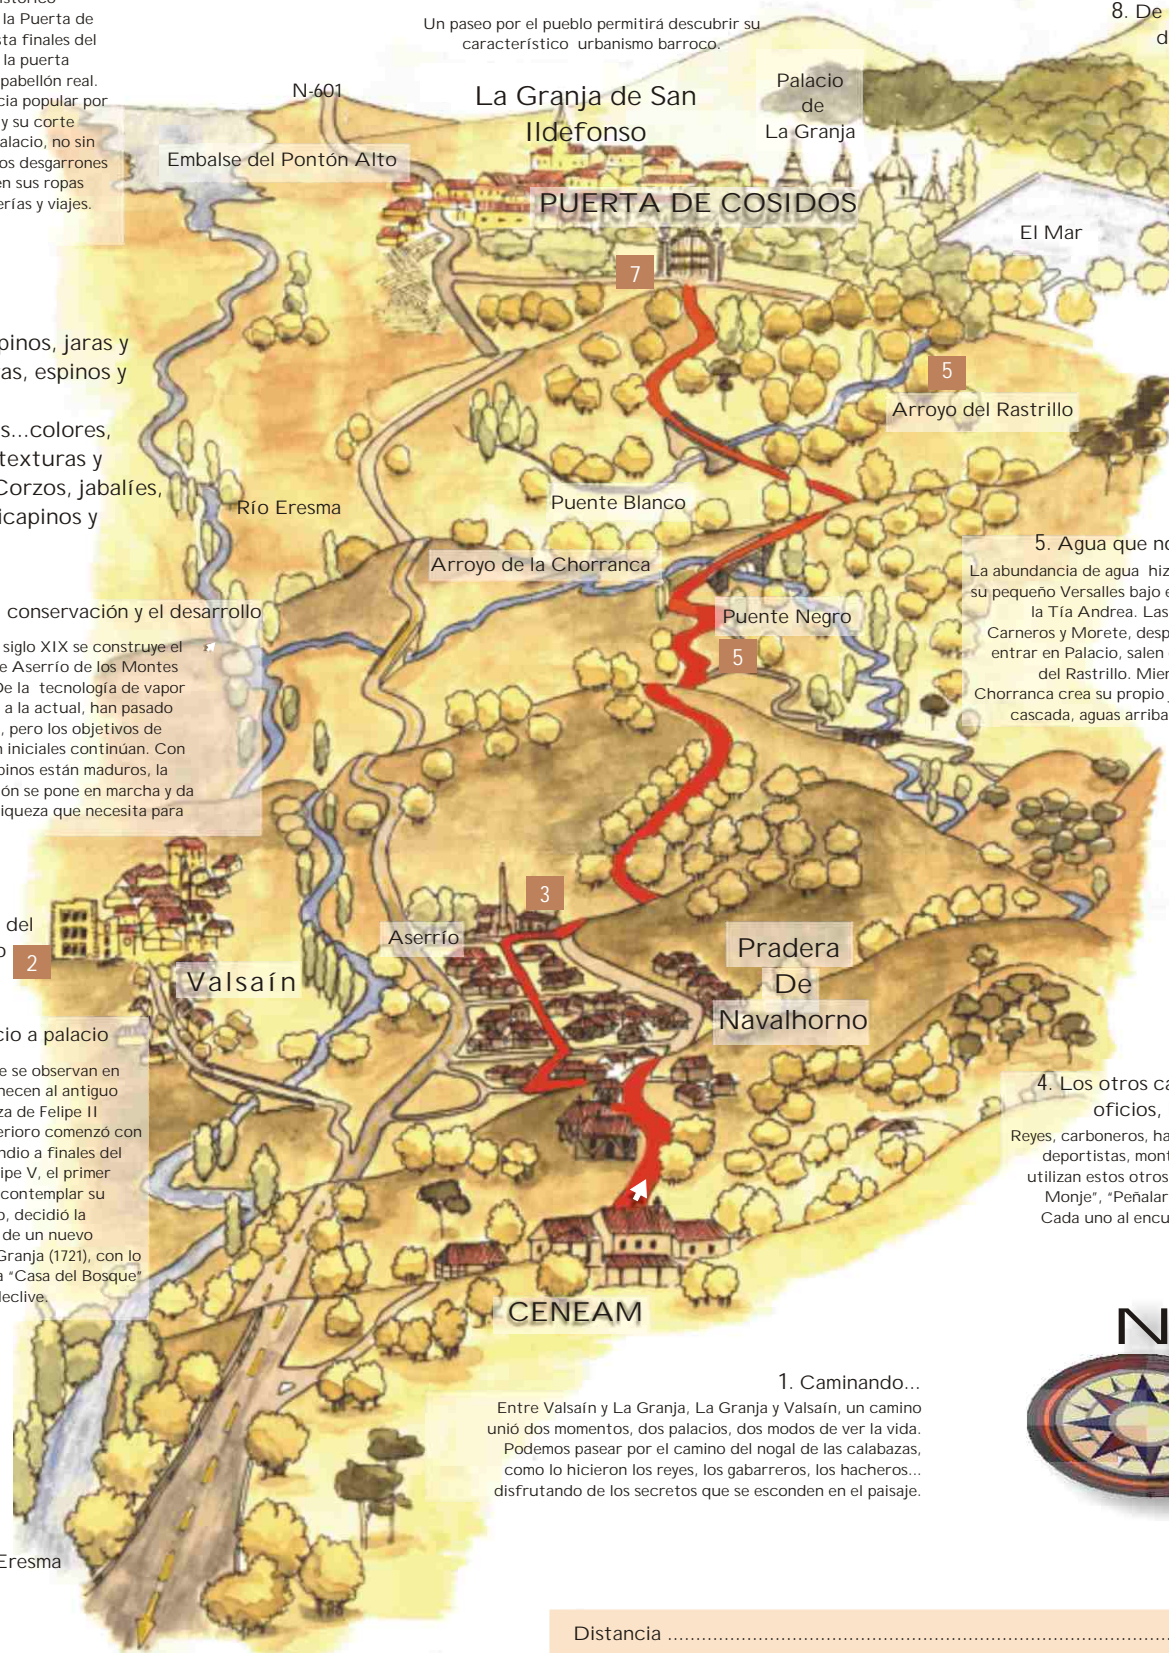 la Puerta de
sta finales del
la puerta
pabellón real.
cia popular por
y su corte
alacio, no sin
os desgarrones
en sus ropas
erías y viajes.
Un paseo por el pueblo permitirá descubrir su
característico urbanismo barroco.
8. De
d
N-601
La Granja de San
Ildefonso
Palacio
de
La Granja
Embalse del Pontón Alto
PUERTA DE COSIDOS
El Mar
7
pinos, jaras y
as, espinos y
s...colores,
texturas y
Corzos, jabalíes,
icapinos y
5
Arroyo del Rastrillo
Río Eresma
Puente Blanco
Arroyo de la Chorranca
Puente Negro
5
5. Agua que no
La abundancia de agua hiz
su pequeño Versalles bajo e
la Tía Andrea. Las
Carneros y Morete, desp
entrar en Palacio, salen
del Rastrillo. Mien
Chorranca crea su propio j
cascada, aguas arriba
conservación y el desarrollo
siglo XIX se construye el
e Aserrío de los Montes
De la tecnología de vapor
a la actual, han pasado
, pero los objetivos de
n iniciales continúan. Con
pinos están maduros, la
ón se pone en marcha y da
riqueza que necesita para
3
Aserrío
del
o
2
Valsaín
Pradera
De
Navalhorno
cio a palacio
e se observan en
necen al antiguo
za de Felipe II
erioro comenzó con
ndio a finales del
ipe V, el primer
contemplar su
o, decidió la
de un nuevo
Granja (1721), con lo
a "Casa del Bosque"
declive.
4. Los otros ca
oficios,
Reyes, carboneros, ha
deportistas, mont
utilizan estos otros
Monje", "Peñalar
Cada uno al encu
CENEAM
N
1. Caminando...
Entre Valsaín y La Granja, La Granja y Valsaín, un camino
unió dos momentos, dos palacios, dos modos de ver la vida.
Podemos pasear por el camino del nogal de las calabazas,
como lo hicieron los reyes, los gabarreros, los hacheros...
disfrutando de los secretos que se esconden en el paisaje.
Eresma
Distancia ........................................................................................